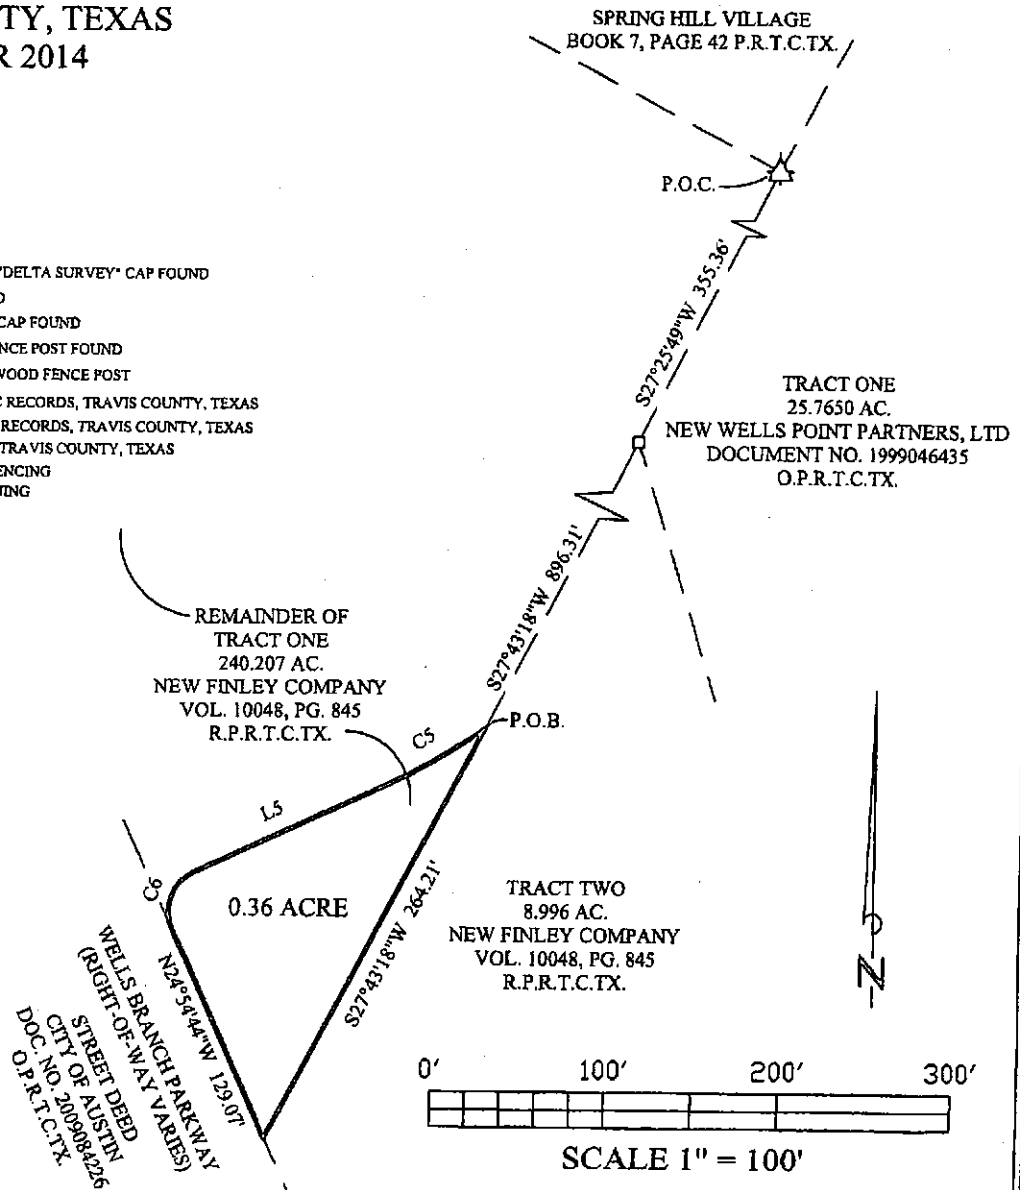 TY, TEXAS
R 2014
SPRING HILL VILLAGE
BOOK 7, PAGE 42 P.R.T.C.TX.
P.O.C.
"DELTA SURVEY" CAP FOUND
CAP FOUND
NCE POST FOUND
WOOD FENCE POST
RECORDS, TRAVIS COUNTY, TEXAS
RECORDS, TRAVIS COUNTY, TEXAS
TRAVIS COUNTY, TEXAS
ENCING
S27°25'49"W 355.36'
TRACT ONE
25.7650 AC.
NEW WELLS POINT PARTNERS, LTD
DOCUMENT NO. 1999046435
O.P.R.T.C.TX.
S27°43'18"W 896.31'
REMAINDER OF
TRACT ONE
240.207 AC.
NEW FINLEY COMPANY
VOL. 10048, PG. 845
R.P.R.T.C.TX.
P.O.B.
C5
L5
C6
0.36 ACRE
S27°43'18"W 264.21'
TRACT TWO
8.996 AC.
NEW FINLEY COMPANY
VOL. 10048, PG. 845
R.P.R.T.C.TX.
N24°54'44"W 129.07'
WELLS BRANCH PARKWAY
(RIGHT-OF-WAY VARIES)
STREET DEED
CITY OF AUSTIN
DOC. NO. 2009084226
O.P.R.T.C.TX.
N
0' 100' 200' 300'
SCALE 1" = 100'